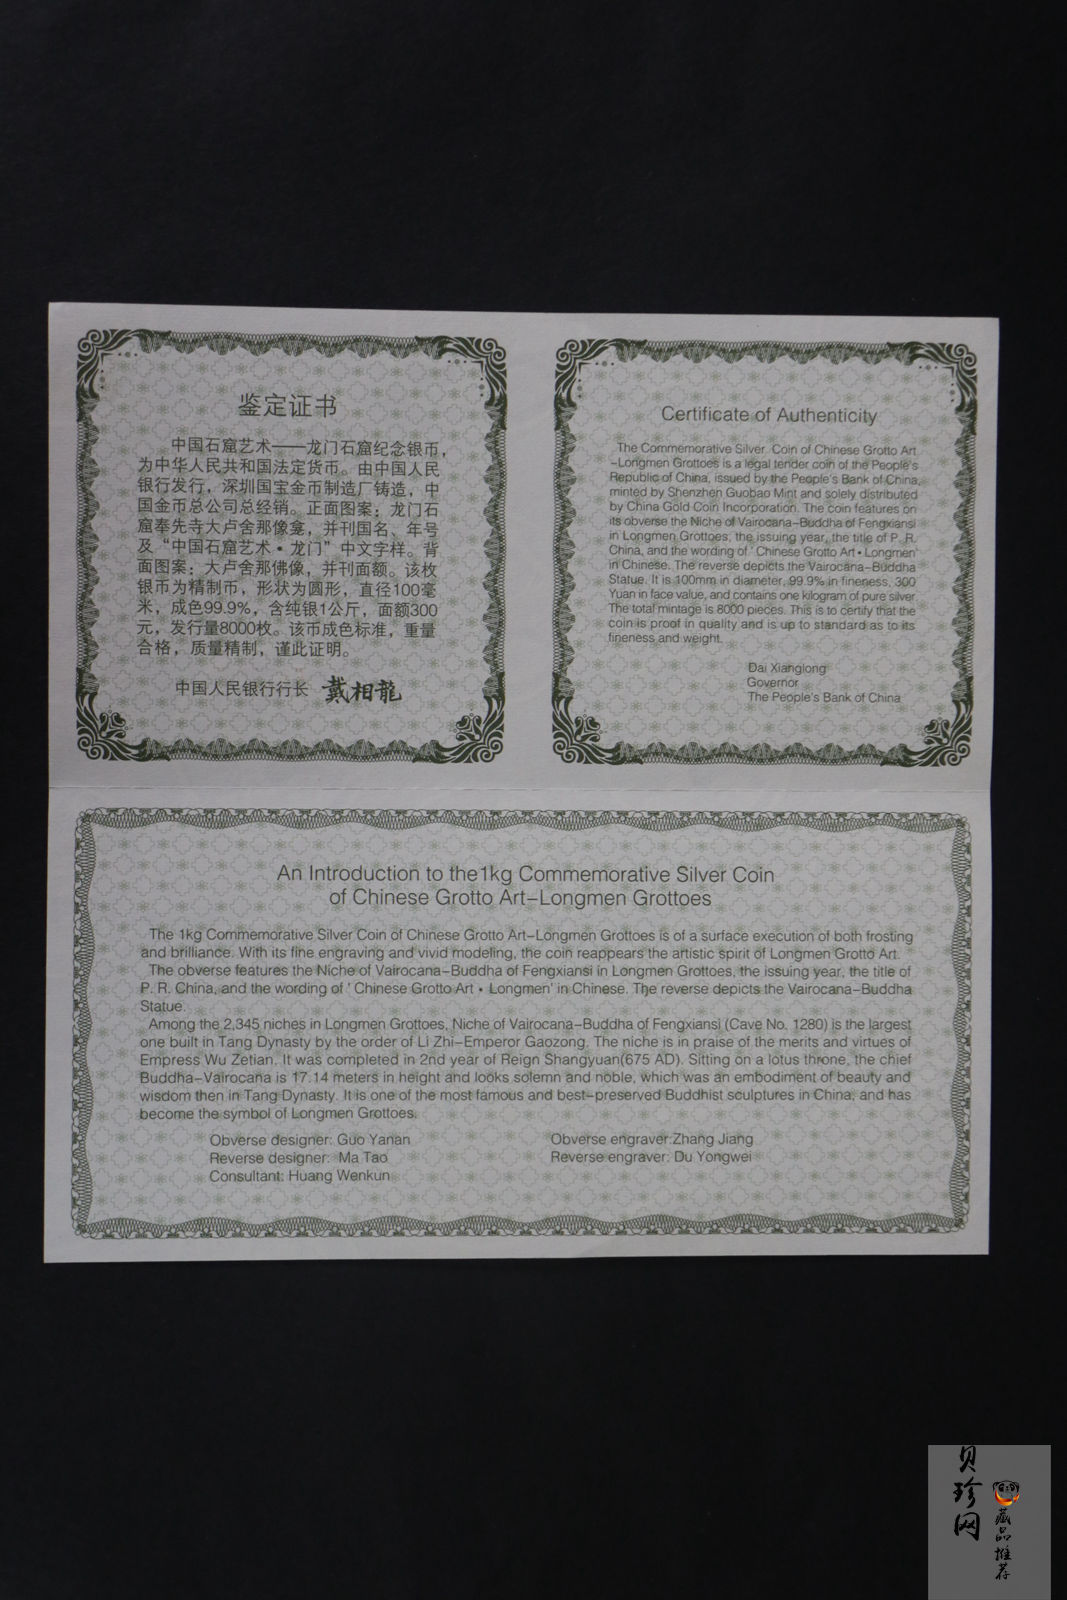 鉴定证书
中国石窟艺术——龙门石窟纪念银币，
为中华人民共和国法定货币。由中国人民
银行发行，深圳国宝金币制造厂铸造，中
国金币总公司总经销。正面图案：龙门石
窟奉先寺大卢舍那像龛，并刊国名、年号
及“中国石窟艺术·龙门”中文字样。背
面图案：大卢舍那佛像，并刊面额。该枚
银币为精制币，形状为圆形，直径100毫
米，成色99.9%，含纯银1公斤，面额300
元，发行量8000枚。该币成色标准，重量
合格，质量精制，谨此证明。
中国人民银行行长 戴相龍
Certificate of Authenticity
The Commemorative Silver Coin of Chinese Grotto Art
-Longmen Grottoes is a legal tender coin of the People's
Republic of China, issued by the People's Bank of China,
minted by Shenzhen Guobao Mint and solely distributed
by China Gold Coin Incorporation. The coin features on
its obverse the Niche of Vairocana-Buddha of Fengxiansi
in Longmen Grottoes, the issuing year, the title of P. R.
China, and the wording of ' Chinese Grotto Art • Longmen'
in Chinese. The reverse depicts the Vairocana-Buddha
Statue. It is 100mm in diameter, 99.9% in fineness, 300
Yuan in face value, and contains one kilogram of pure silver.
The total mintage is 8000 pieces. This is to certify that the
coin is proof in quality and is up to standard as to its
fineness and weight.
Dai Xianglong
Governor
The People's Bank of China
An Introduction to the1kg Commemorative Silver Coin
of Chinese Grotto Art-Longmen Grottoes
The 1kg Commemorative Silver Coin of Chinese Grotto Art-Longmen Grottoes is of a surface execution of both frosting
and brilliance. With its fine engraving and vivid modeling, the coin reappears the artistic spirit of Longmen Grotto Art.
The obverse features the Niche of Vairocana-Buddha of Fengxiansi in Longmen Grottoes, the issuing year, the title of
P. R. China, and the wording of ' Chinese Grotto Art • Longmen' in Chinese. The reverse depicts the Vairocana-Buddha
Statue.
Among the 2,345 niches in Longmen Grottoes, Niche of Vairocana-Buddha of Fengxiansi (Cave No. 1280) is the largest
one built in Tang Dynasty by the order of Li Zhi-Emperor Gaozong. The niche is in praise of the merits and virtues of
Empress Wu Zetian. It was completed in 2nd year of Reign Shangyuan(675 AD). Sitting on a lotus throne, the chief
Buddha-Vairocana is 17.14 meters in height and looks solemn and noble, which was an embodiment of beauty and
wisdom then in Tang Dynasty. It is one of the most famous and best-preserved Buddhist sculptures in China, and has
become the symbol of Longmen Grottoes.
Obverse designer: Guo Yanan
Obverse engraver:Zhang Jiang
Reverse designer: Ma Tao
Reverse engraver: Du Yongwei
Consultant: Huang Wenkun
贝珍网
藏品推荐